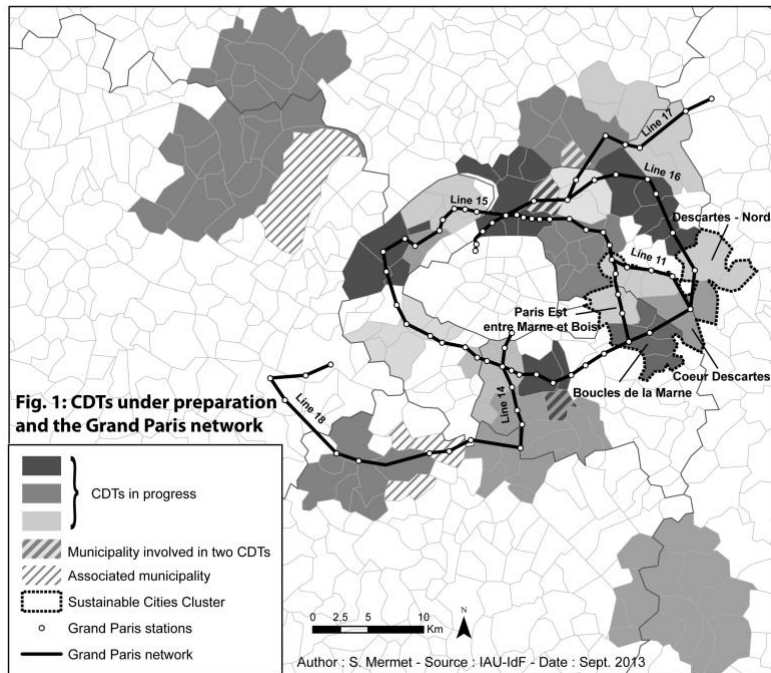 Line 17
Line 16
Line 15
Descartes - Nord
Line 11
Paris Est
entre Marne et Bois
Coeur Descartes
Boucles de la Marne
Line 14
Line 18
Fig. 1: CDTs under preparation
and the Grand Paris network
CDTs in progress
Municipality involved in two CDTs
Associated municipality
Sustainable Cities Cluster
Grand Paris stations
Grand Paris network
0 2.5 5 10
Km
N
Author : S. Mermet - Source : IAU-IdF - Date : Sept. 2013